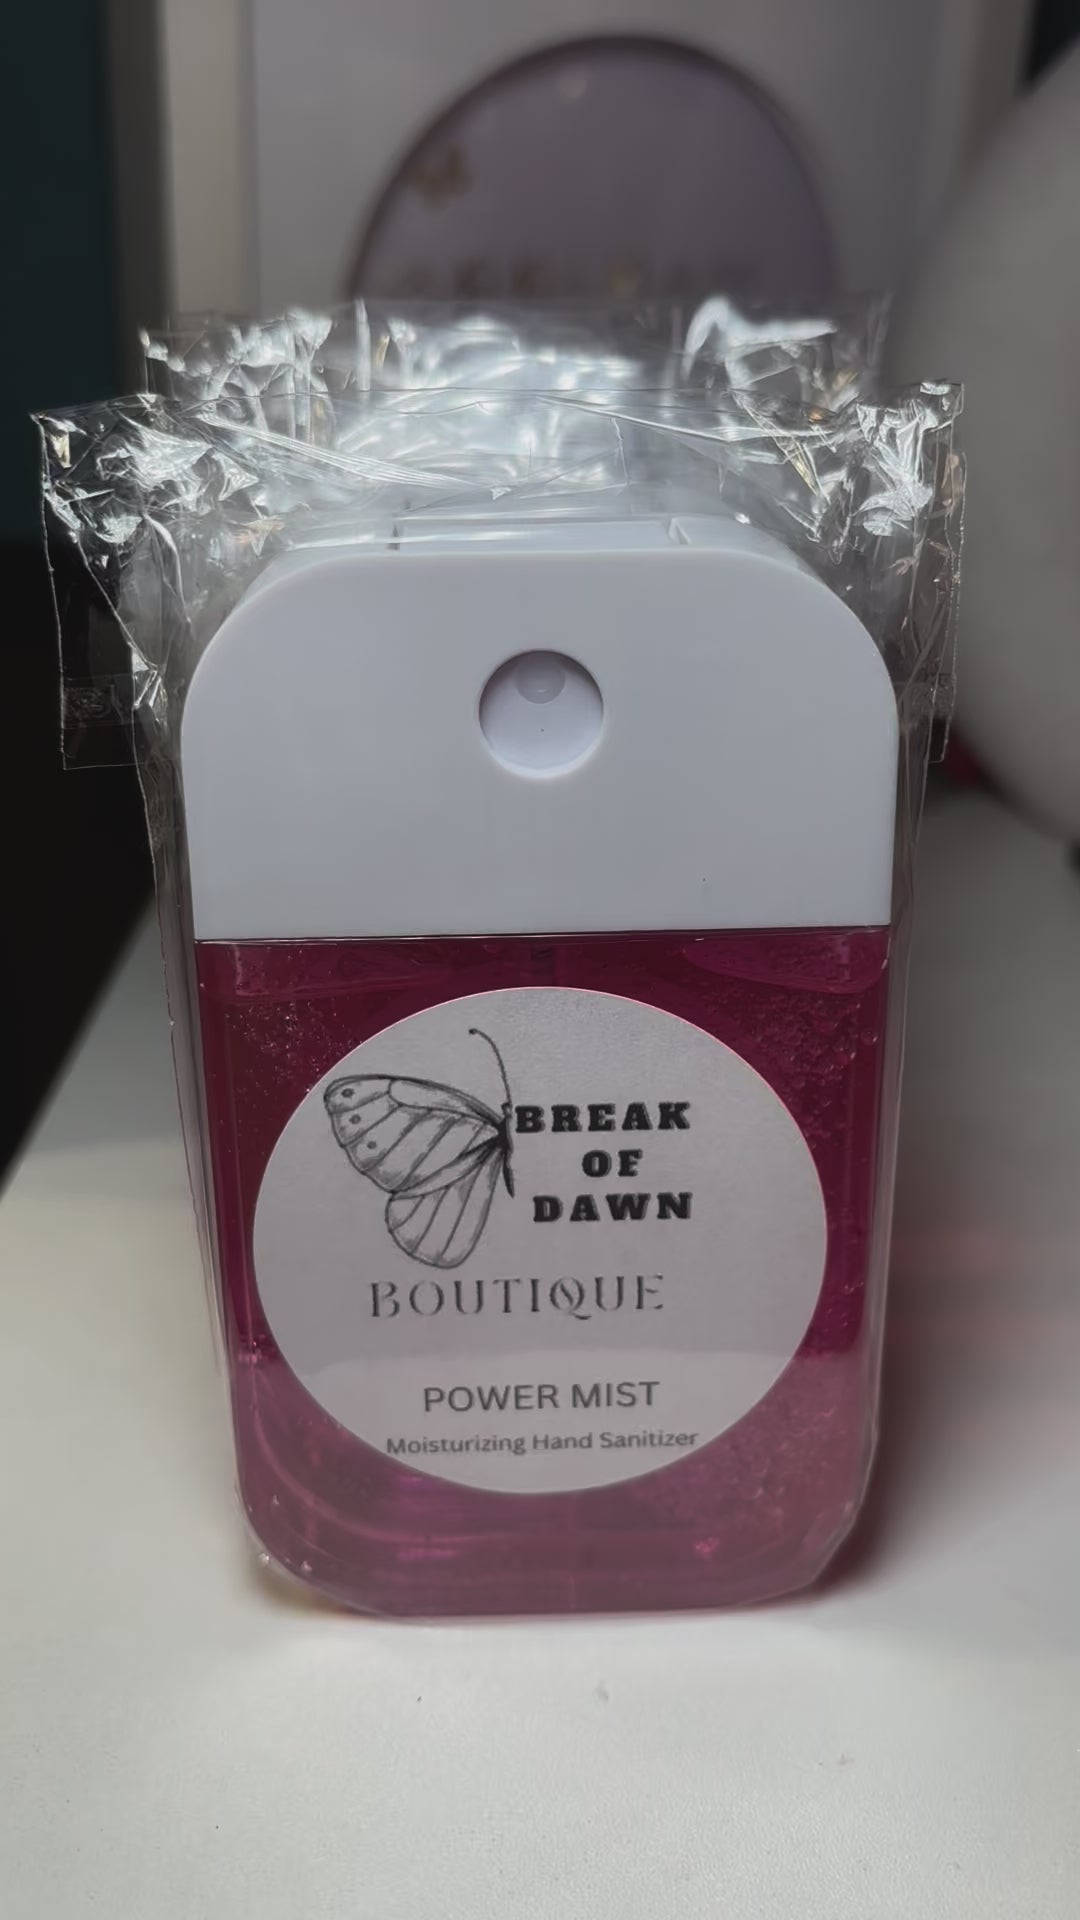 BREAK
OF
DAWN
BOUTIQUE
POWER MIST
Moisturizing Hand Sanitizer